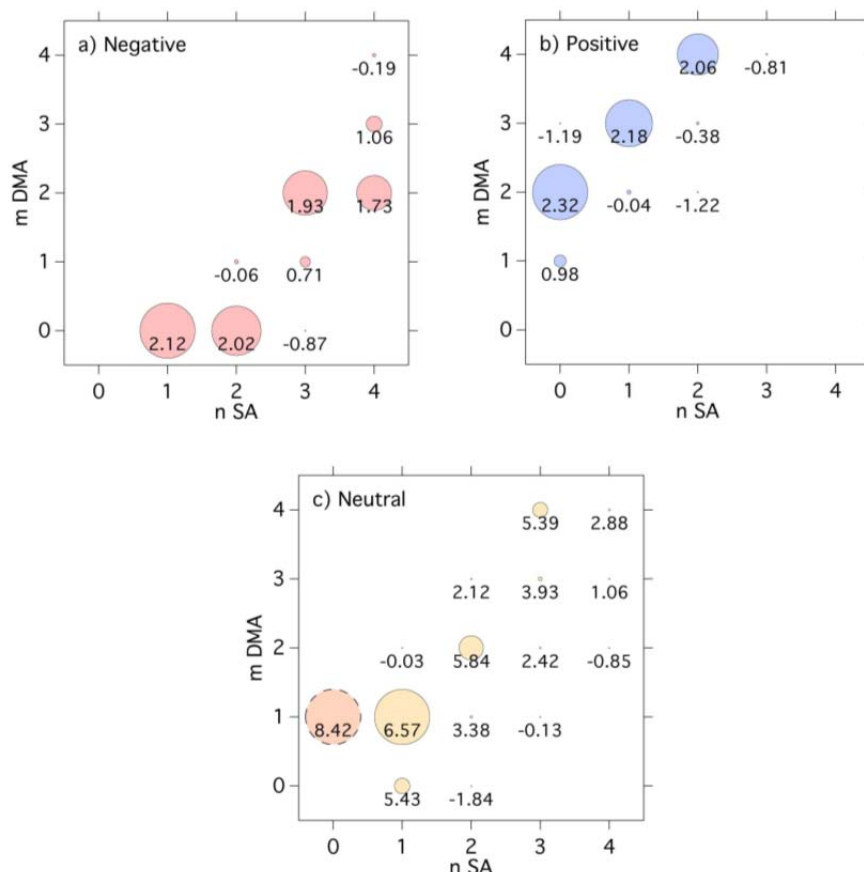 a) Negative
4
-0.19
3
1.06
m DMA
2
1.93 1.73
1
-0.06 0.71
0
2.12 2.02 -0.87
0 1 2 3 4
n SA
b) Positive
4
2.06 -0.81
3
-1.19 2.18 -0.38
m DMA
2
2.32 -0.04 -1.22
1
0.98
0
0 1 2 3 4
n SA
c) Neutral
4
5.39 2.88
3
2.12 3.93 1.06
m DMA
2
-0.03 5.84 2.42 -0.85
1
8.42 6.57 3.38 -0.13
0
5.43 -1.84
0 1 2 3 4
n SA